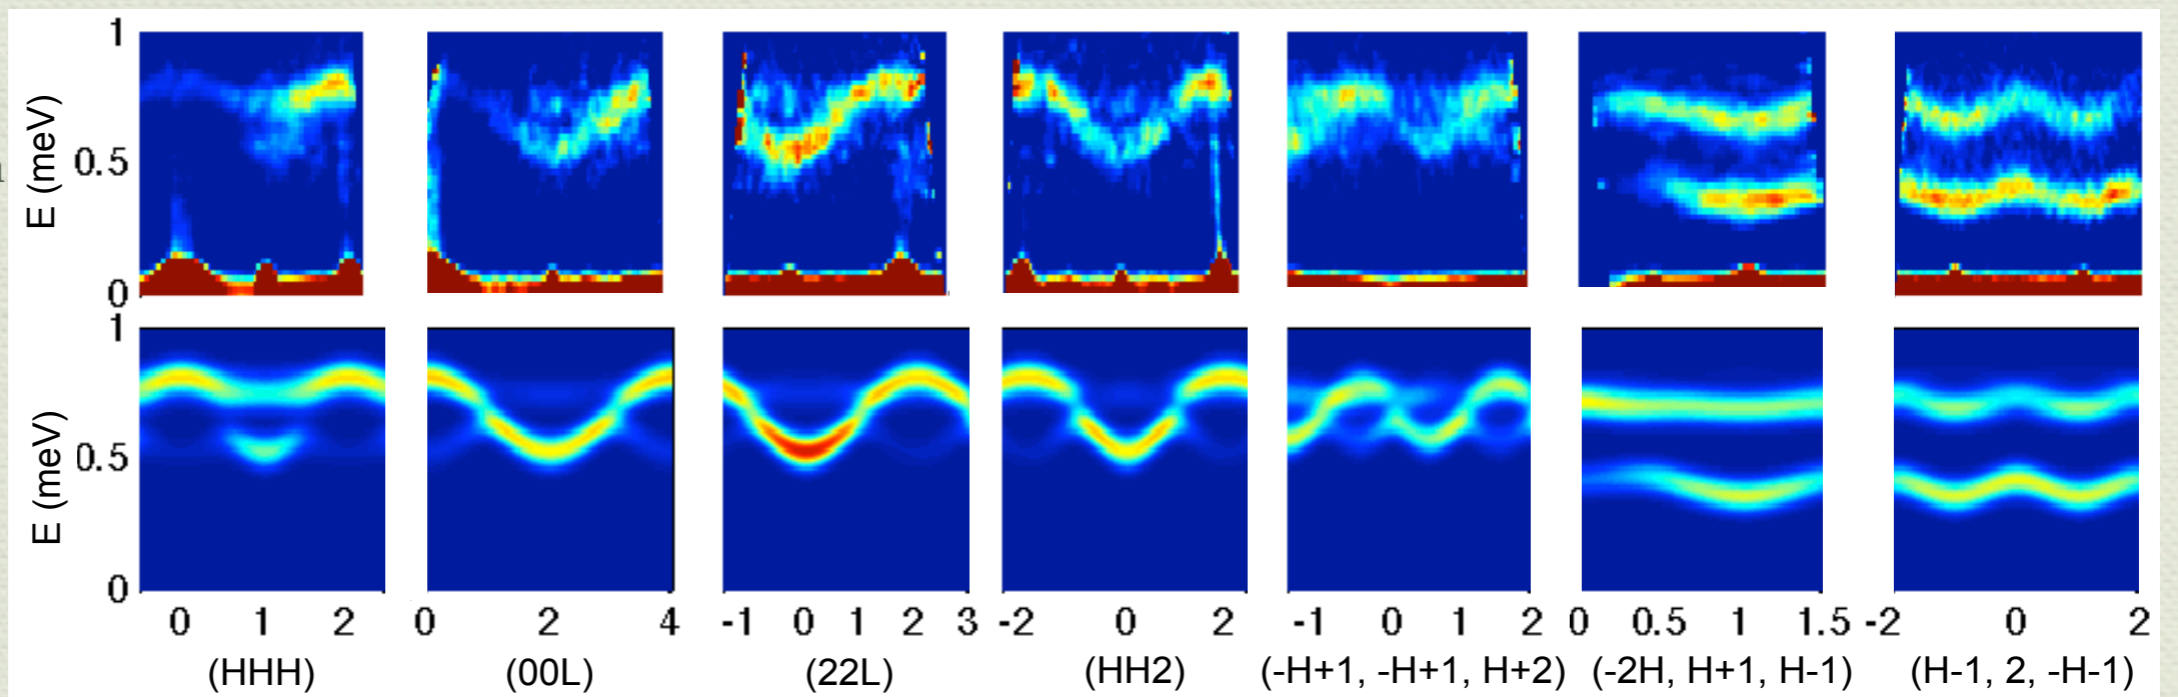 1
E (meV)
0.5
0
1
E (meV)
0.5
0
0 1 2
0 2 4
-1 0 1 2 3
-2 0 2
-1 0 1 2
0 0.5 1 1.5
-2 0 2
(HHH)
(00L)
(22L)
(HH2)
(-H+1, -H+1, H+2)
(-2H, H+1, H-1)
(H-1, 2, -H-1)